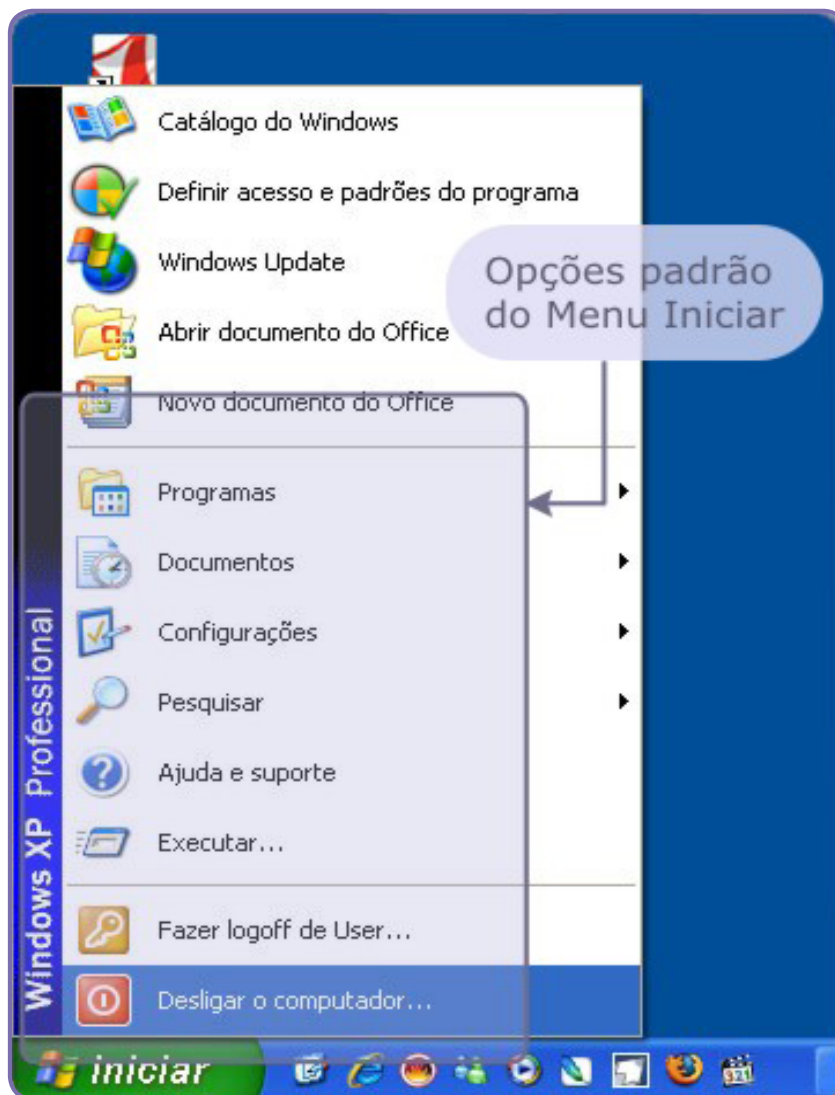 Catálogo do Windows
Definir acesso e padrões do programa
Windows Update
Opções padrão
do Menu Iniciar
Abrir documento do Office
Novo documento do Office
Programas
Documentos
Configurações
Pesquisar
Ajuda e suporte
Executar...
Fazer logoff de User...
Desligar o computador...
Windows XP Professional
iniciar
321